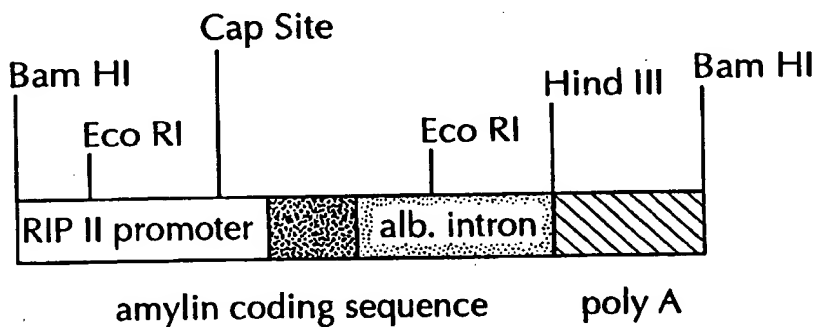 Cap Site
Bam HI
Hind III
Bam HI
Eco RI
Eco RI
RIP II promoter
alb. intron
amylin coding sequence
poly A